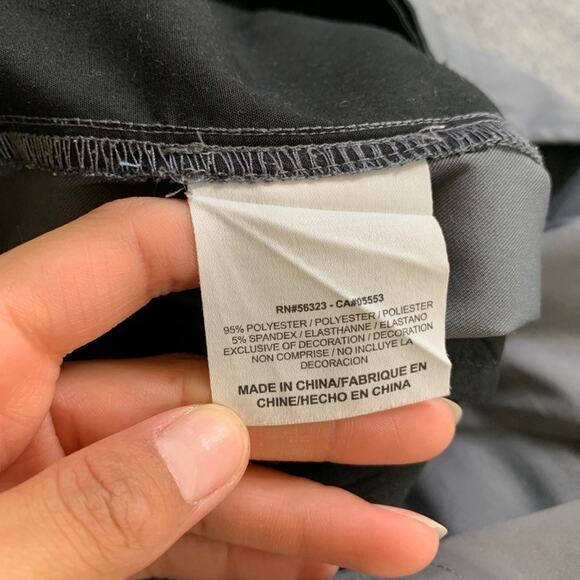 RN#56323 - CA#05553
95% POLYESTER / POLYESTER / POLIESTER
5% SPANDEX / ELASTHANNE / ELASTANO
EXCLUSIVE OF DECORATION / DECORATION
NON COMPRISE / NO INCLUYE LA
DECORACION
MADE IN CHINA/FABRIQUE EN
CHINE/HECHO EN CHINA